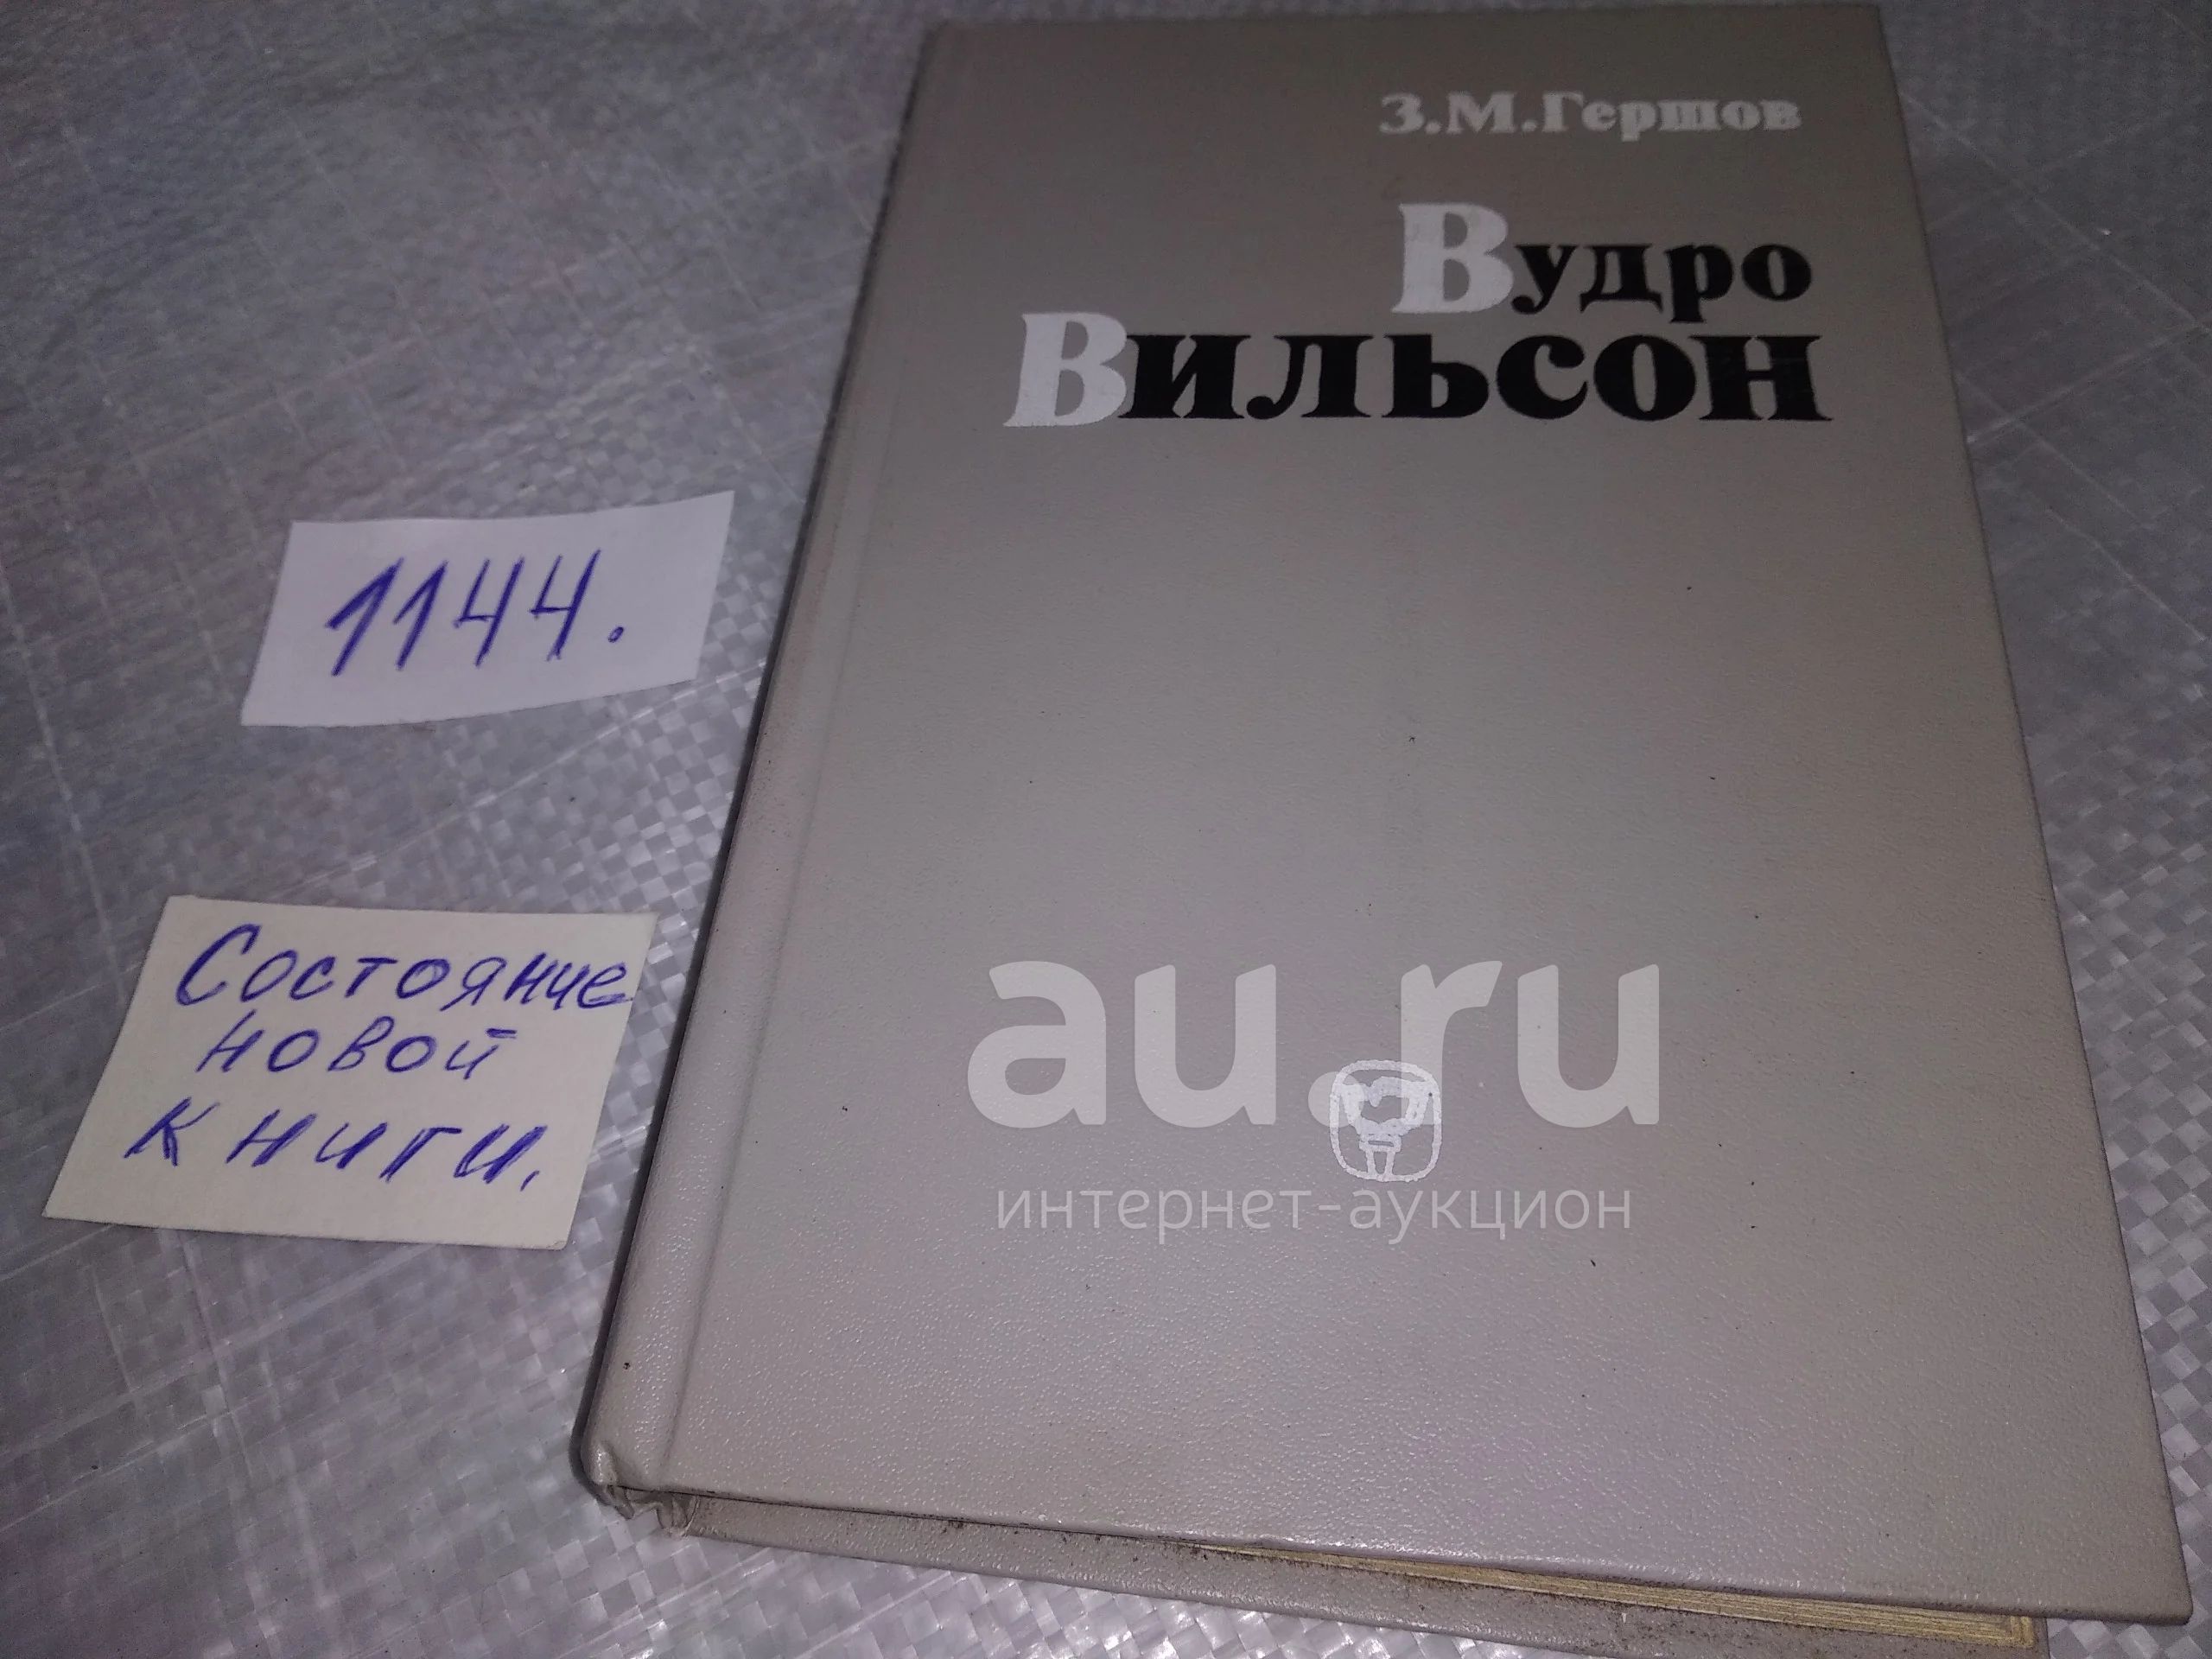 З.М.Гершов
Вудро
Вильсон
1144.
Состояние
новой
книги.
au.ru
интернет-аукцион